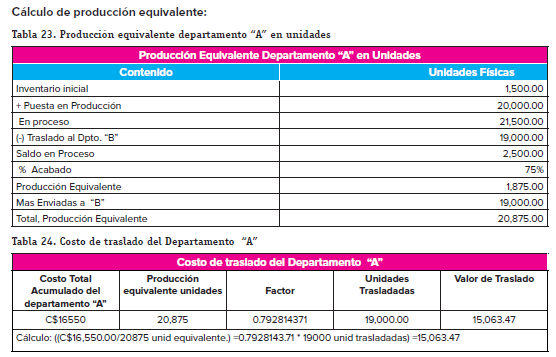 Cálculo de producción equivalente:
Tabla 23. Producción equivalente departamento “A” en unidades
Producción Equivalente Departamento “A” en Unidades
Contenido Unidades Físicas
Inventario inicial 1,500.00
+ Puesta en Producción 20,000.00
En proceso 21,500.00
(-) Traslado al Dpto. “B” 19,000.00
Saldo en Proceso 2,500.00
% Acabado 75%
Producción Equivalente 1,875.00
Mas Enviadas a “B” 19,000.00
Total, Producción Equivalente 20,875.00
Tabla 24. Costo de traslado del Departamento “A”
Costo de traslado del Departamento “A”
Costo Total Acumulado del departamento “A” Producción equivalente unidades Factor Unidades Trasladadas Valor de Traslado
C$16550 20,875 0.792814371 19,000.00 15,063.47
Cálculo: ((C$16,550.00/20875 unid equivalente.) =0.7928143.71 * 19000 unid trasladadas) =15,063.47